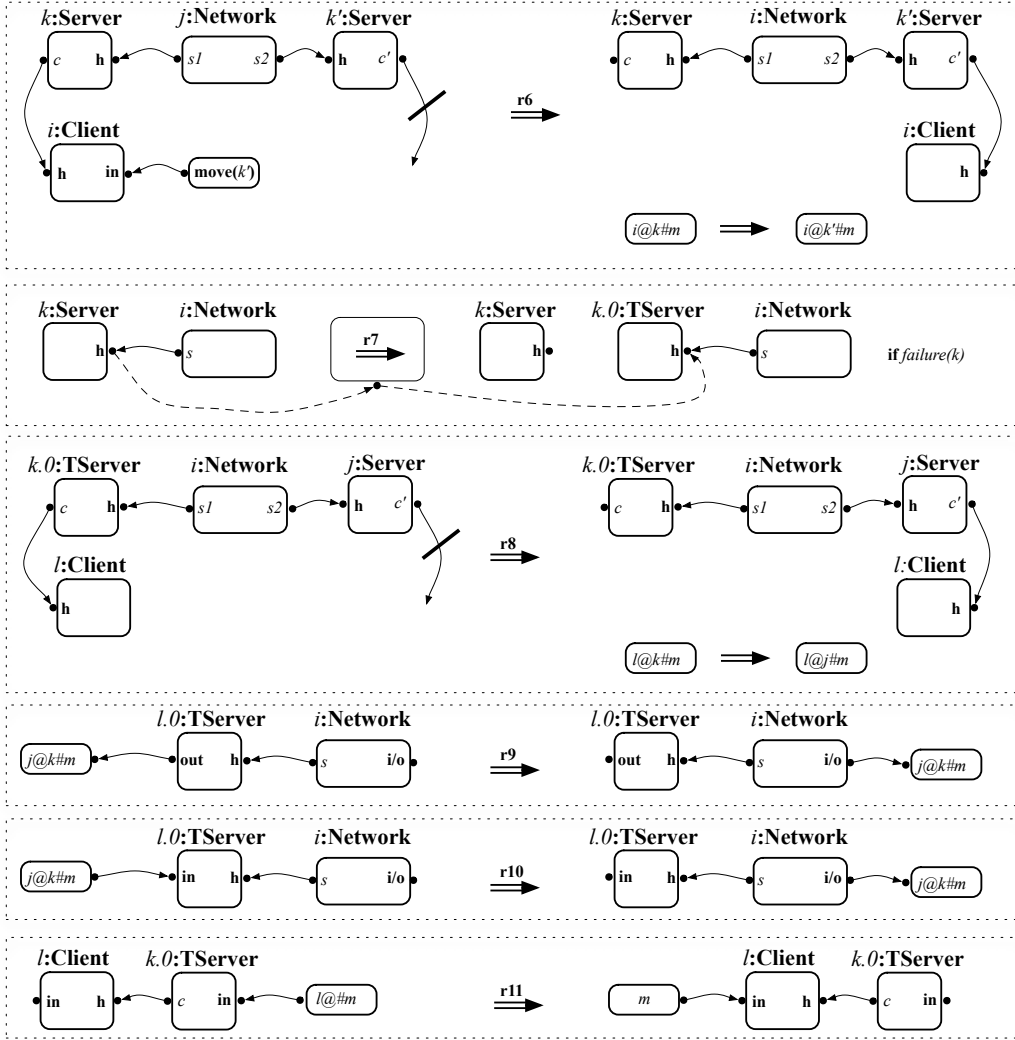 k:Server j:Network k':Server k:Server i:Network k':Server
c h s1 s2 h c' c h s1 s2 h c'
r6
i:Client i:Client
h in move(k') h
i@k#m i@k'#m
k:Server i:Network k:Server k.0:TServer i:Network
r7
h s h h s if failure(k)
k.0:TServer i:Network j:Server k.0:TServer i:Network j:Server
c h s1 s2 h c' c h s1 s2 h c'
r8
l:Client l:Client
h h
l@k#m l@j#m
l.0:TServer i:Network l.0:TServer i:Network
j@k#m out h s i/o r9 out h s i/o j@k#m
l.0:TServer i:Network l.0:TServer i:Network
j@k#m in h s i/o r10 in h s i/o j@k#m
l:Client k.0:TServer l:Client k.0:TServer
in h c in l@#m r11 m in h c in